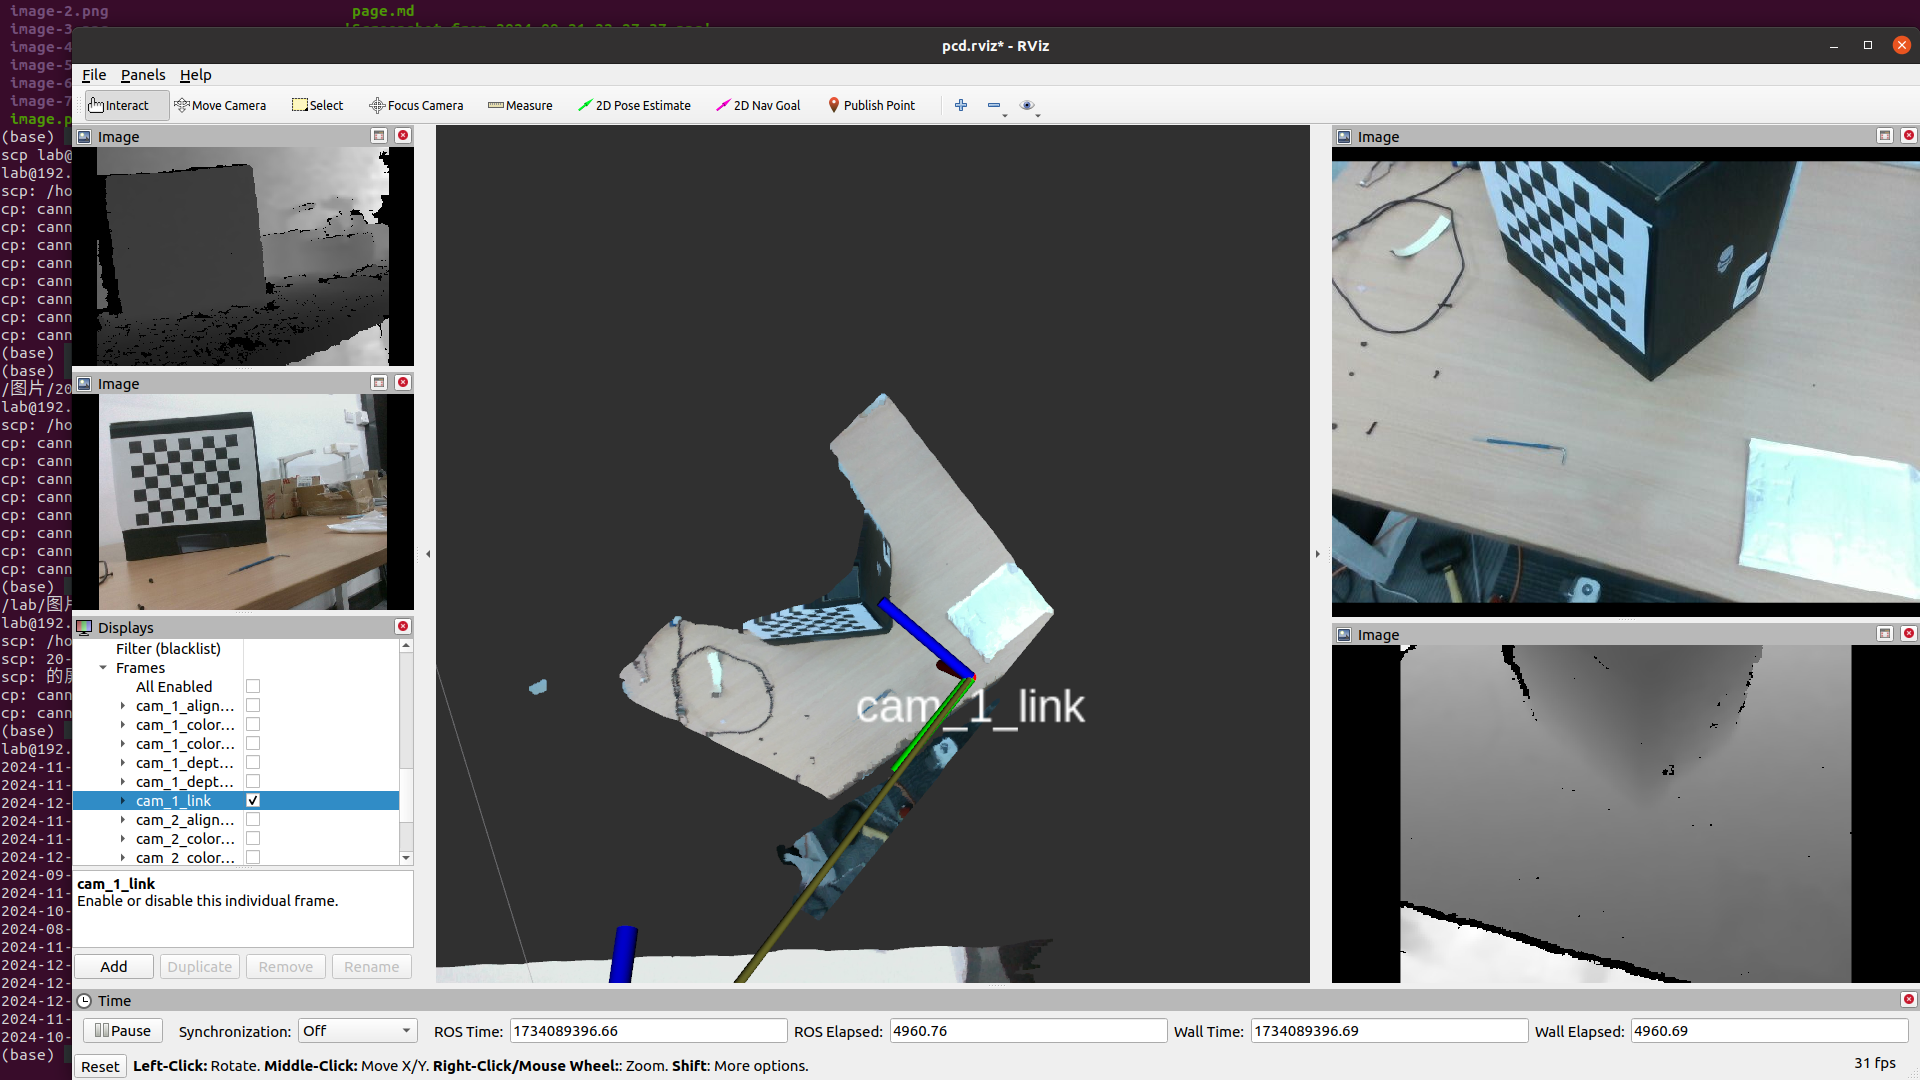 image-2.png page.md
image-3
image-4
image-5
image-6
image-7
image.p
(base)
scp lab@
lab@192.
scp: /ho
cp: cann
cp: cann
cp: cann
cp: cann
cp: cann
cp: cann
cp: cann
cp: cann
(base)
(base)
/图片/20
lab@192.
scp: /ho
cp: cann
cp: cann
cp: cann
cp: cann
cp: cann
cp: cann
cp: cann
cp: cann
(base)
/lab/图片
lab@192.
scp: /ho
scp: 20-
scp: 的屏
cp: cann
cp: cann
(base)
lab@192.
2024-11-
2024-11-
2024-12-
2024-11-
2024-11-
2024-12-
2024-09-
2024-11-
2024-10-
2024-08-
2024-11-
2024-12-
2024-11-
2024-12-
2024-11-
2024-10-
(base)
pcd.rviz* - RViz
File Panels Help
Interact Move Camera Select Focus Camera Measure 2D Pose Estimate 2D Nav Goal Publish Point
Image
Image
Displays
Filter (blacklist)
Frames
All Enabled
cam_1_align...
cam_1_color...
cam_1_color...
cam_1_dept...
cam_1_dept...
cam_1_link
cam_2_align...
cam_2_color...
cam_2_color...
cam_1_link
Enable or disable this individual frame.
Add Duplicate Remove Rename
cam_1_link
Image
Image
Time
Pause Synchronization: Off ROS Time: 1734089396.66 ROS Elapsed: 4960.76 Wall Time: 1734089396.69 Wall Elapsed: 4960.69
Reset Left-Click: Rotate. Middle-Click: Move X/Y. Right-Click/Mouse Wheel:: Zoom. Shift: More options. 31 fps